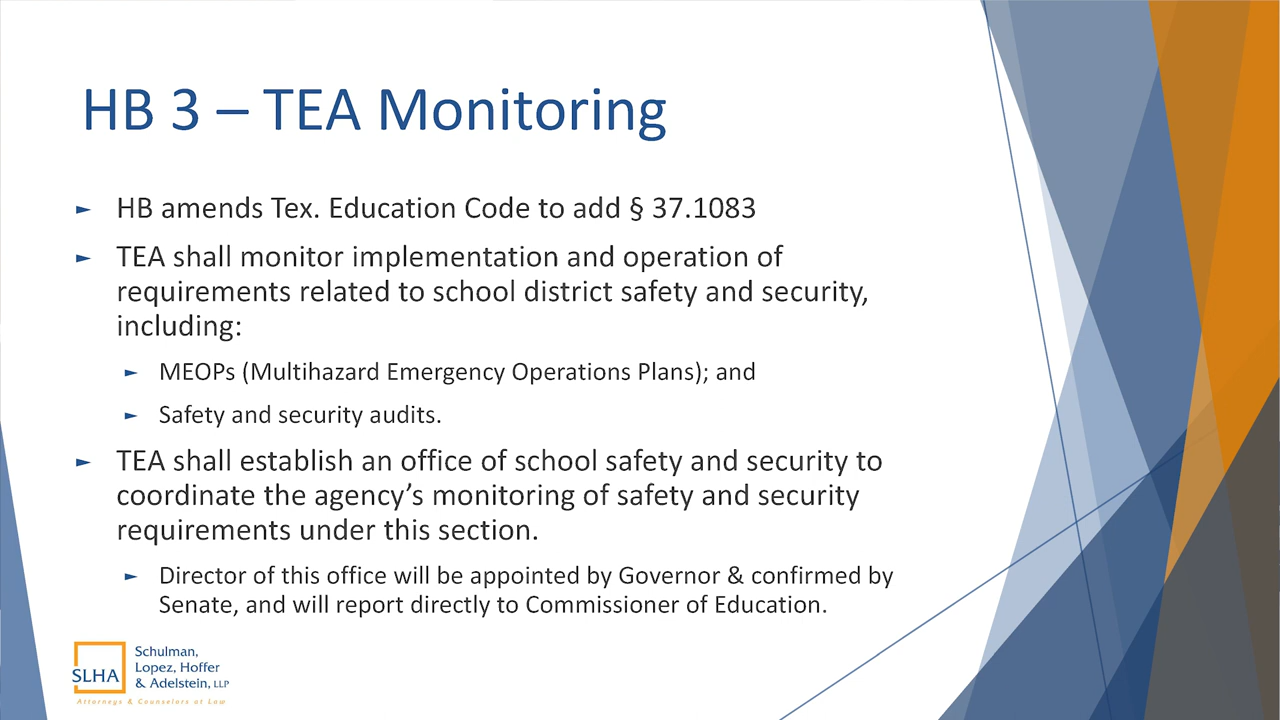 HB 3 – TEA Monitoring
► HB amends Tex. Education Code to add § 37.1083
► TEA shall monitor implementation and operation of
requirements related to school district safety and security,
including:
► MEOPs (Multihazard Emergency Operations Plans); and
► Safety and security audits.
► TEA shall establish an office of school safety and security to
coordinate the agency’s monitoring of safety and security
requirements under this section.
► Director of this office will be appointed by Governor & confirmed by
Senate, and will report directly to Commissioner of Education.
SLHA
Schulman,
Lopez, Hoffer
& Adelstein, LLP
Attorneys & Counselors at Law